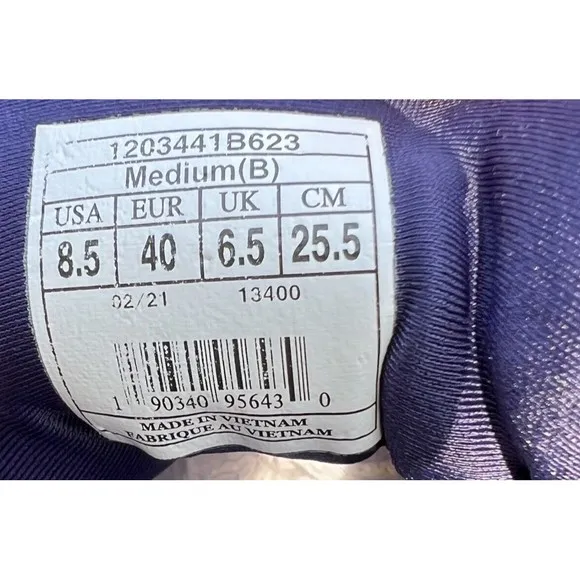 1203441B623
Medium(B)
USA EUR UK CM
8.5 40 6.5 25.5
02/21 13400
1 90340 95643 0
MADE IN VIETNAM
FABRIQUE AU VIETNAM